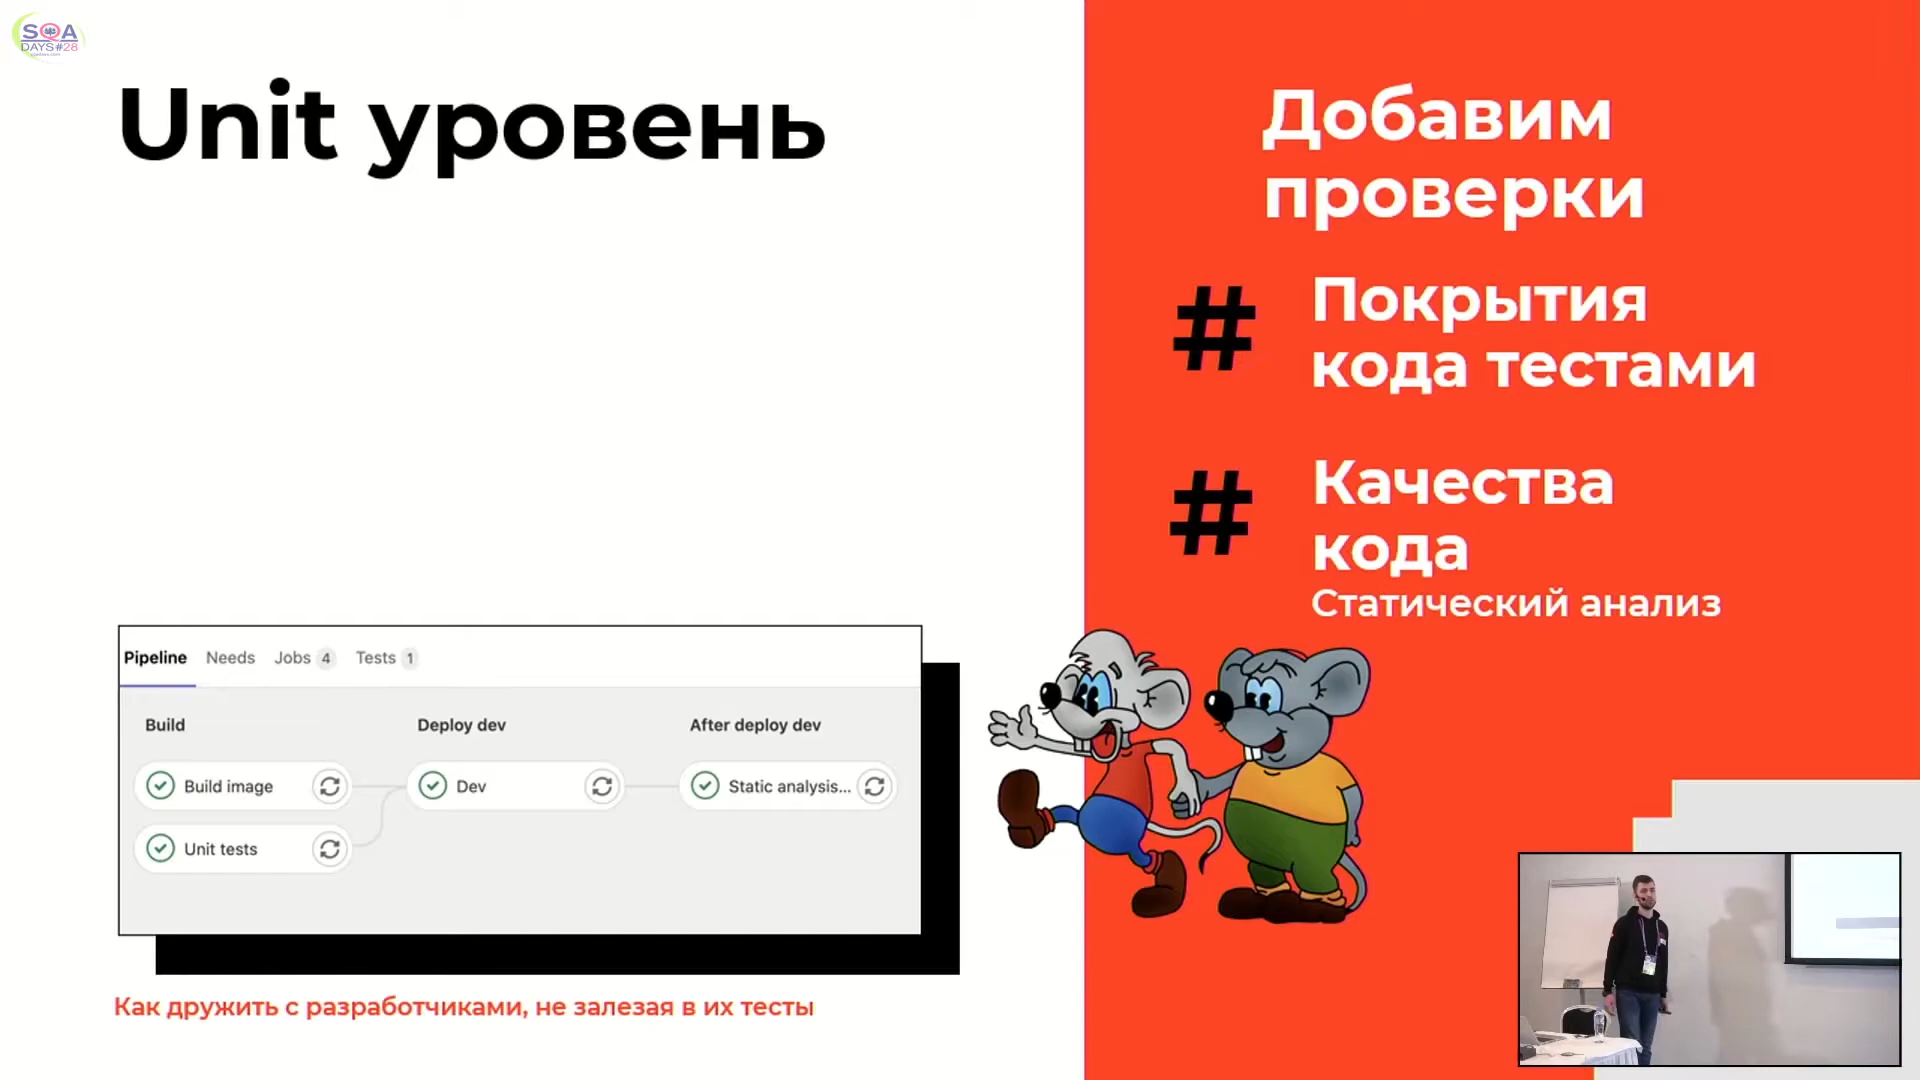 SQA
DAYS#28
Unit уровень
Добавим
проверки
# Покрытия
кода тестами
# Качества
кода
Статический анализ
Pipeline Needs Jobs 4 Tests 1
Build Deploy dev After deploy dev
Build image Dev Static analysis...
Unit tests
Как дружить с разработчиками, не залезая в их тесты